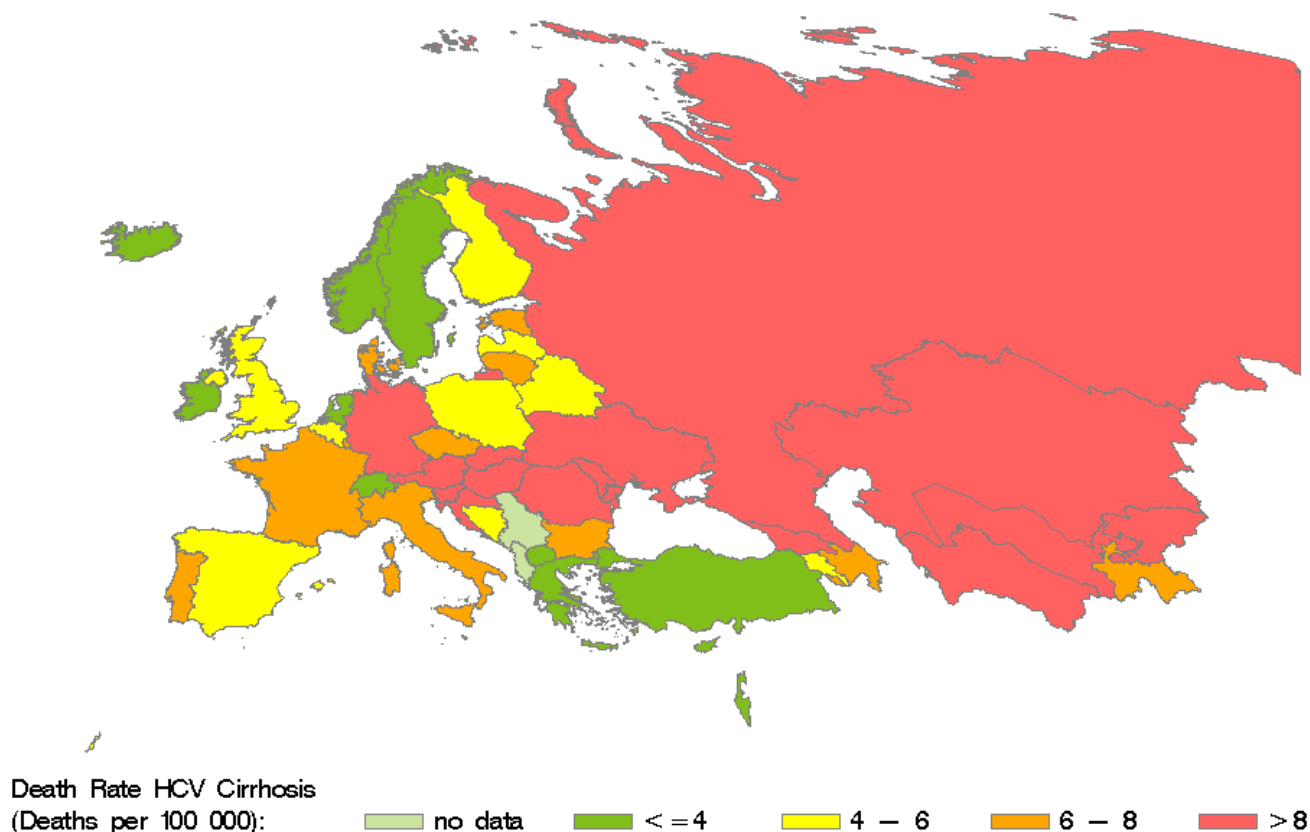 Death Rate HCV Cirrhosis
(Deaths per 100 000): no data <=4 4 – 6 6 – 8 >8